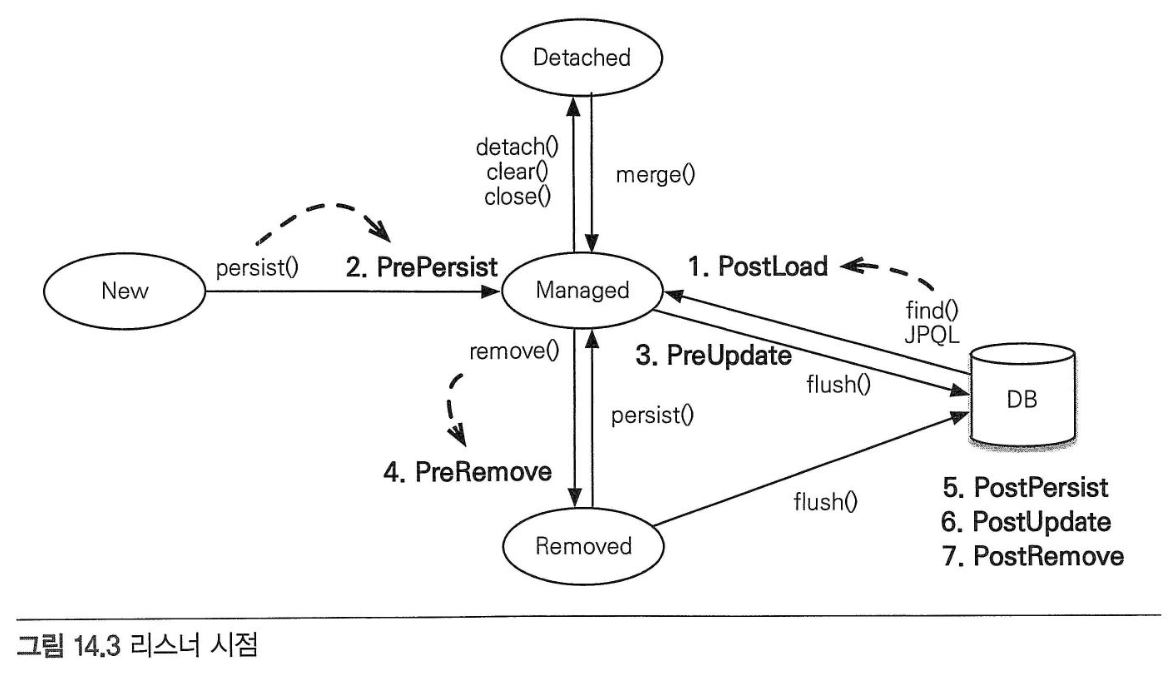 Detached
detach()
clear()
close()
merge()
persist()
2. PrePersist
1. PostLoad
New
Managed
find()
JPQL
remove()
3. PreUpdate
flush()
DB
persist()
4. PreRemove
flush()
5. PostPersist
6. PostUpdate
7. PostRemove
Removed
그림 14.3 리스너 시점